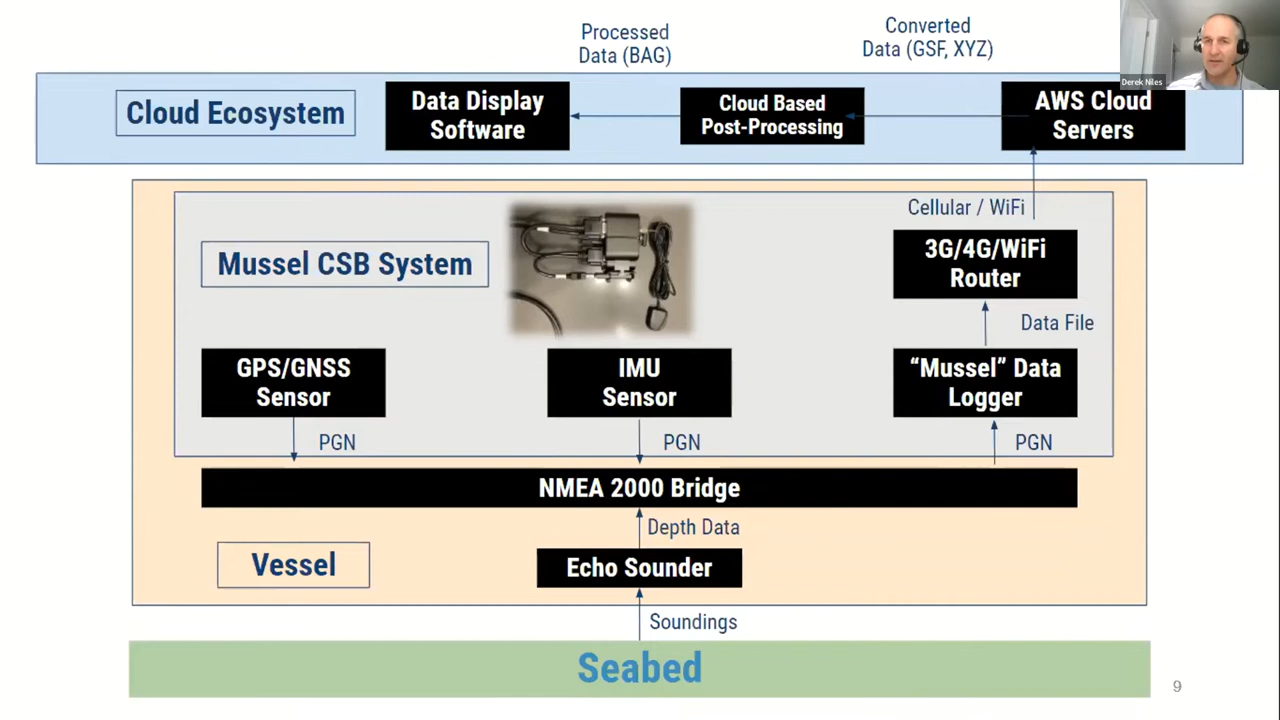 Processed
Data (BAG)
Converted
Data (GSF, XYZ)
Derek Niles
Cloud Ecosystem
Data Display
Software
Cloud Based
Post-Processing
AWS Cloud
Servers
Cellular / WiFi
Mussel CSB System
3G/4G/WiFi
Router
Data File
GPS/GNSS
Sensor
IMU
Sensor
“Mussel” Data
Logger
PGN
PGN
PGN
NMEA 2000 Bridge
Depth Data
Vessel
Echo Sounder
Soundings
Seabed
9